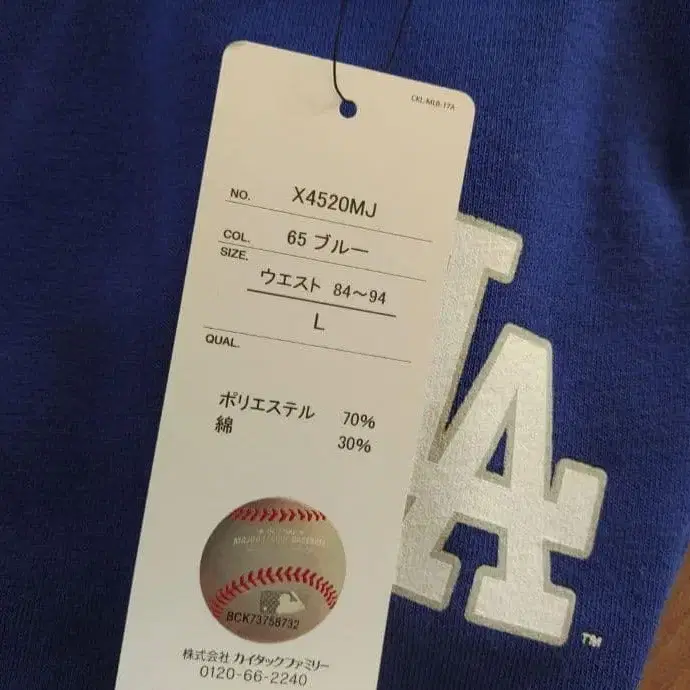 CKL-MLB-17A
NO. X4520MJ
COL. 65 ブルー
SIZE.
ウエスト 84～94
L
QUAL.
ポリエステル 70%
綿 30%
BCK73758732
株式会社 カイタックファミリー
0120-66-2240
LA
TM